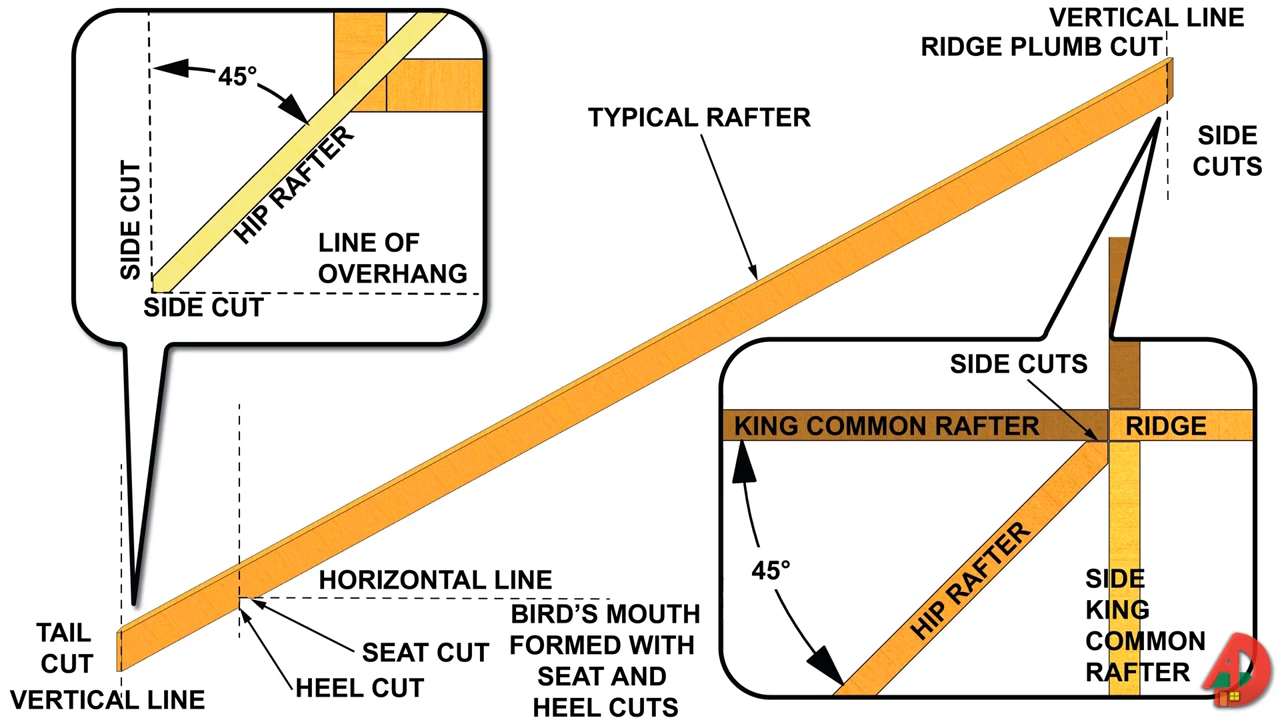 VERTICAL LINE
RIDGE PLUMB CUT
SIDE
CUTS
TYPICAL RAFTER
45°
SIDE CUT
HIP RAFTER
LINE OF
OVERHANG
SIDE CUT
SIDE CUTS
KING COMMON RAFTER
RIDGE
45°
HIP RAFTER
SIDE
KING
COMMON
RAFTER
HORIZONTAL LINE
BIRD'S MOUTH
FORMED WITH
SEAT AND
HEEL CUTS
SEAT CUT
HEEL CUT
TAIL
CUT
VERTICAL LINE
AD